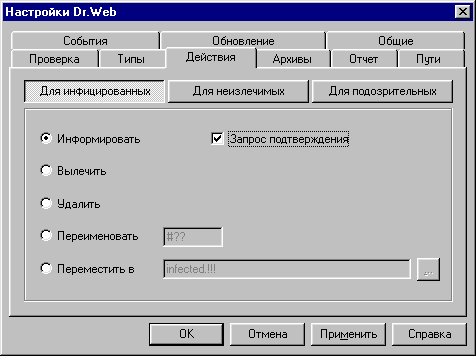 Настройки Dr.Web
События Обновление Общие
Проверка Типы Действия Архивы Отчет Пути
Для инфицированных Для неизлечимых Для подозрительных
Информировать Запрос подтверждения
Вылечить
Удалить
Переименовать #??
Переместить в infected.!!! ...
OK Отмена Применить Справка